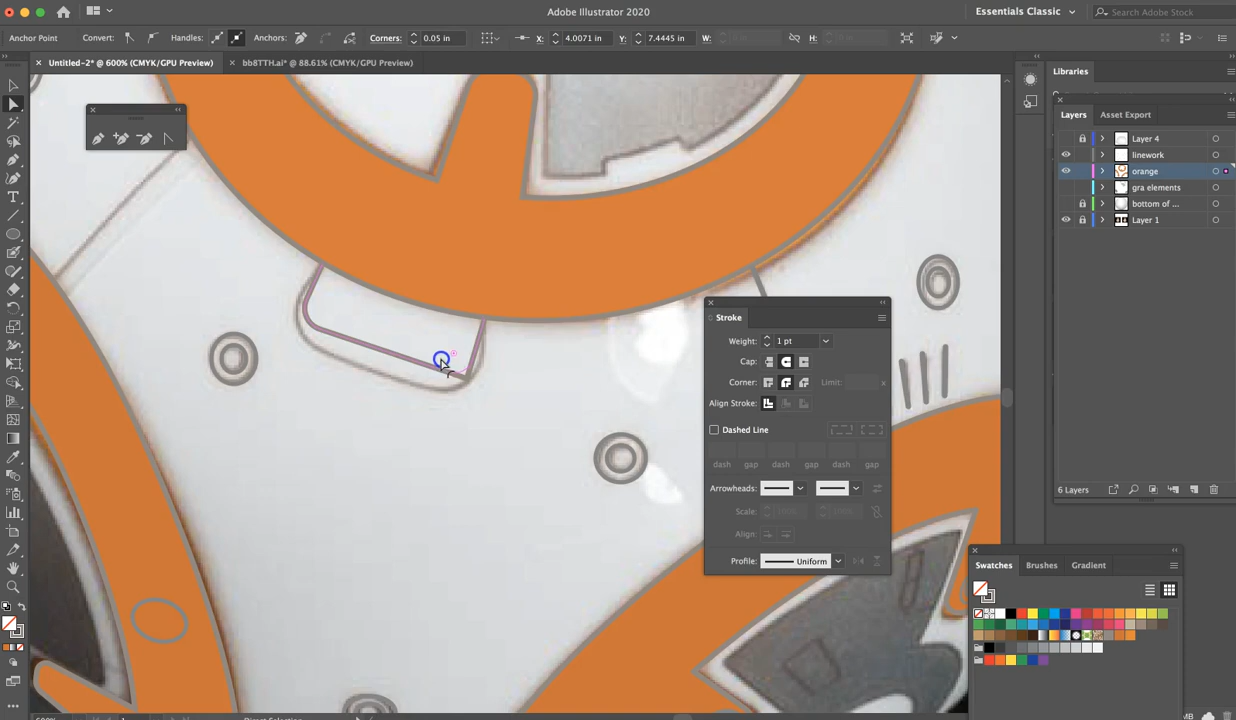 Adobe Illustrator 2020
Essentials Classic
Search Adobe Stock
Anchor Point
Convert:
Handles:
Anchors:
Corners:
0.05 in
X:
4.0071 in
Y:
7.4445 in
W:
H:
Untitled-2* @ 600% (CMYK/GPU Preview)
bb8TTH.ai* @ 88.61% (CMYK/GPU Preview)
Libraries
Layers
Asset Export
Layer 4
linework
orange
gra elements
bottom of ...
Layer 1
6 Layers
Stroke
Weight:
1 pt
Cap:
Corner:
Limit:
x
Align Stroke:
Dashed Line
dash
gap
dash
gap
dash
gap
Arrowheads:
Scale:
Align:
Profile:
Uniform
Swatches
Brushes
Gradient
600%
1
Direct Selection
MB